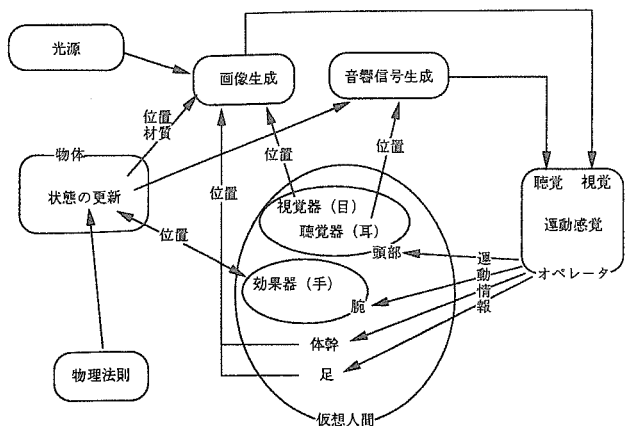 光源
画像生成
音響信号生成
位置
材質
物体
状態の更新
位置
位置
位置
位置
視覚器（目）
聴覚器（耳）
頭部
聴覚 視覚
運動感覚
オペレータ
運動情報
効果器（手）
腕
体幹
足
物理法則
仮想人間